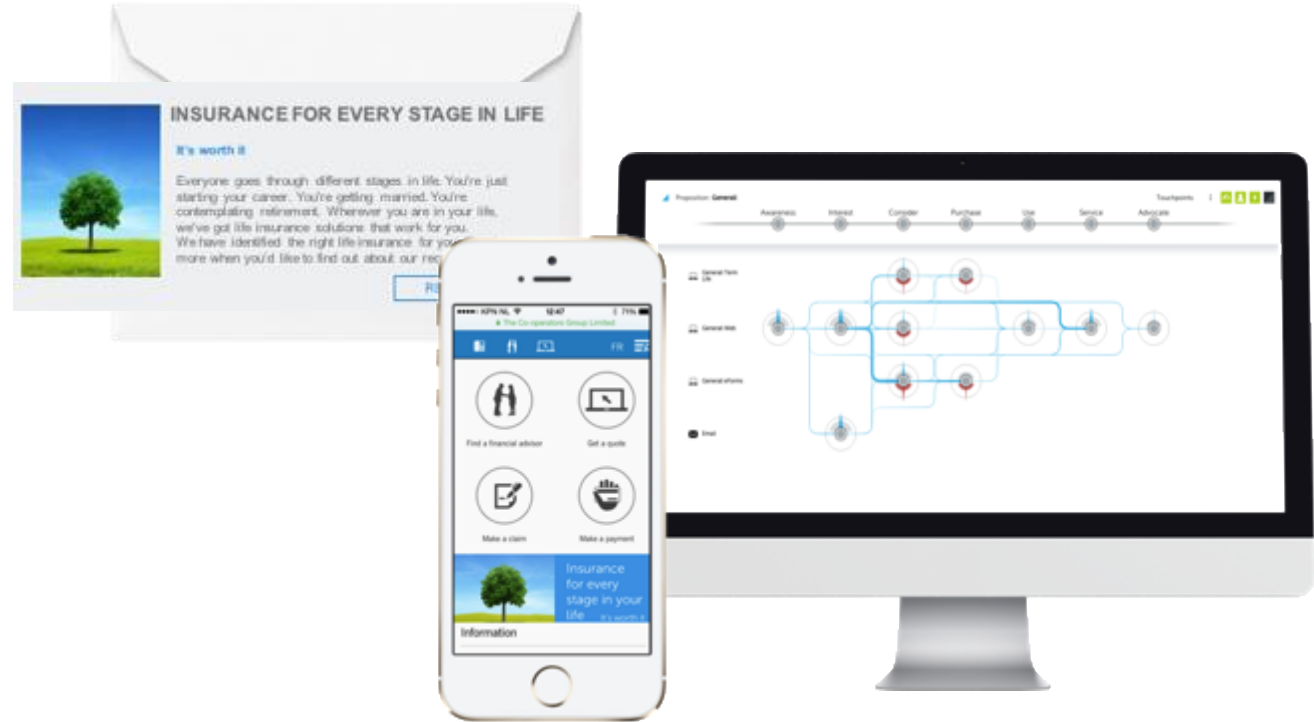 INSURANCE FOR EVERY STAGE IN LIFE
It's worth it
Everyone goes through different stages in life. You're just
starting your career. You're getting married. You're
contemplating retirement. Wherever you are in your life,
we've got life insurance solutions that work for you.
We have identified the right life insurance for
more when you'd like to find out about our
KPN NL 12:47 71%
The Co-operators Group Limited
FR
Find a financial advisor
Get a quote
Make a claim
Make a payment
Insurance
for every
stage in your
life
It's worth it
Information
Proposition General
Touchpoints
Awareness
Interest
Consider
Purchase
Use
Service
Advocate
General Term
Life
General Web
General eForms
Email